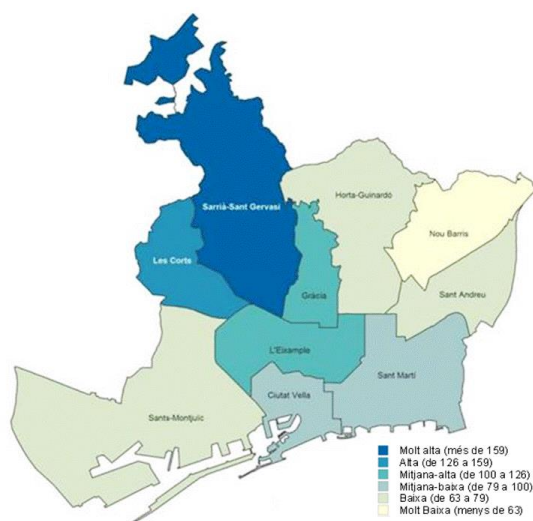 Horta-Guinardó
Sarrià-Sant Gervasi
Nou Barris
Les Corts
Gràcia
Sant Andreu
L'Eixample
Sant Martí
Ciutat Vella
Sants-Montjuïc
Molt alta (més de 159)
Alta (de 126 a 159)
Mitjana-alta (de 100 a 126)
Mitjana-baixa (de 79 a 100)
Baixa (de 63 a 79)
Molt Baixa (menys de 63)